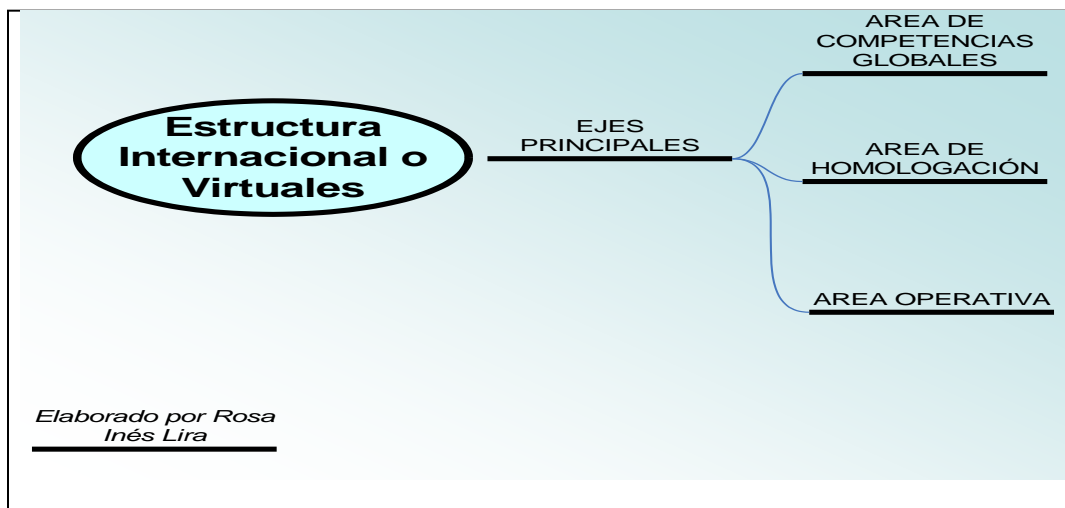 Estructura
Internacional o
Virtuales
EJES
PRINCIPALES
AREA DE
COMPETENCIAS
GLOBALES
AREA DE
HOMOLOGACIÓN
AREA OPERATIVA
Elaborado por Rosa
Inés Lira